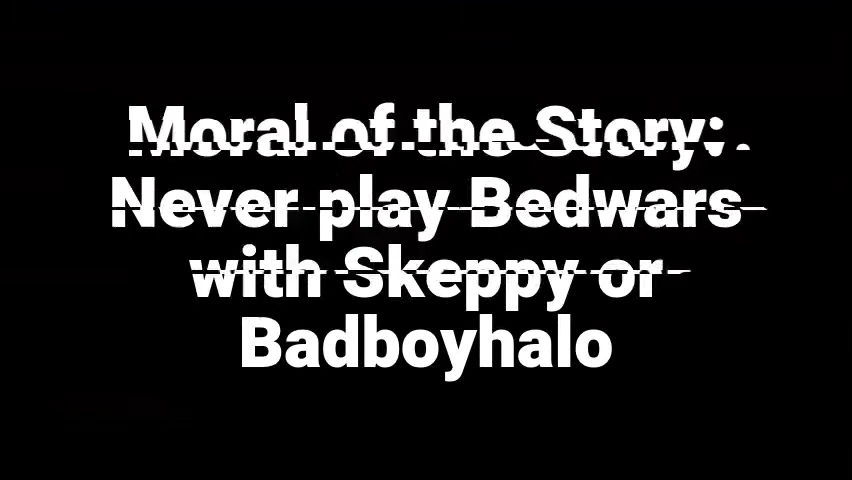 Moral of the Story:
Never play Bedwars
with Skeppy or
Badboyhalo